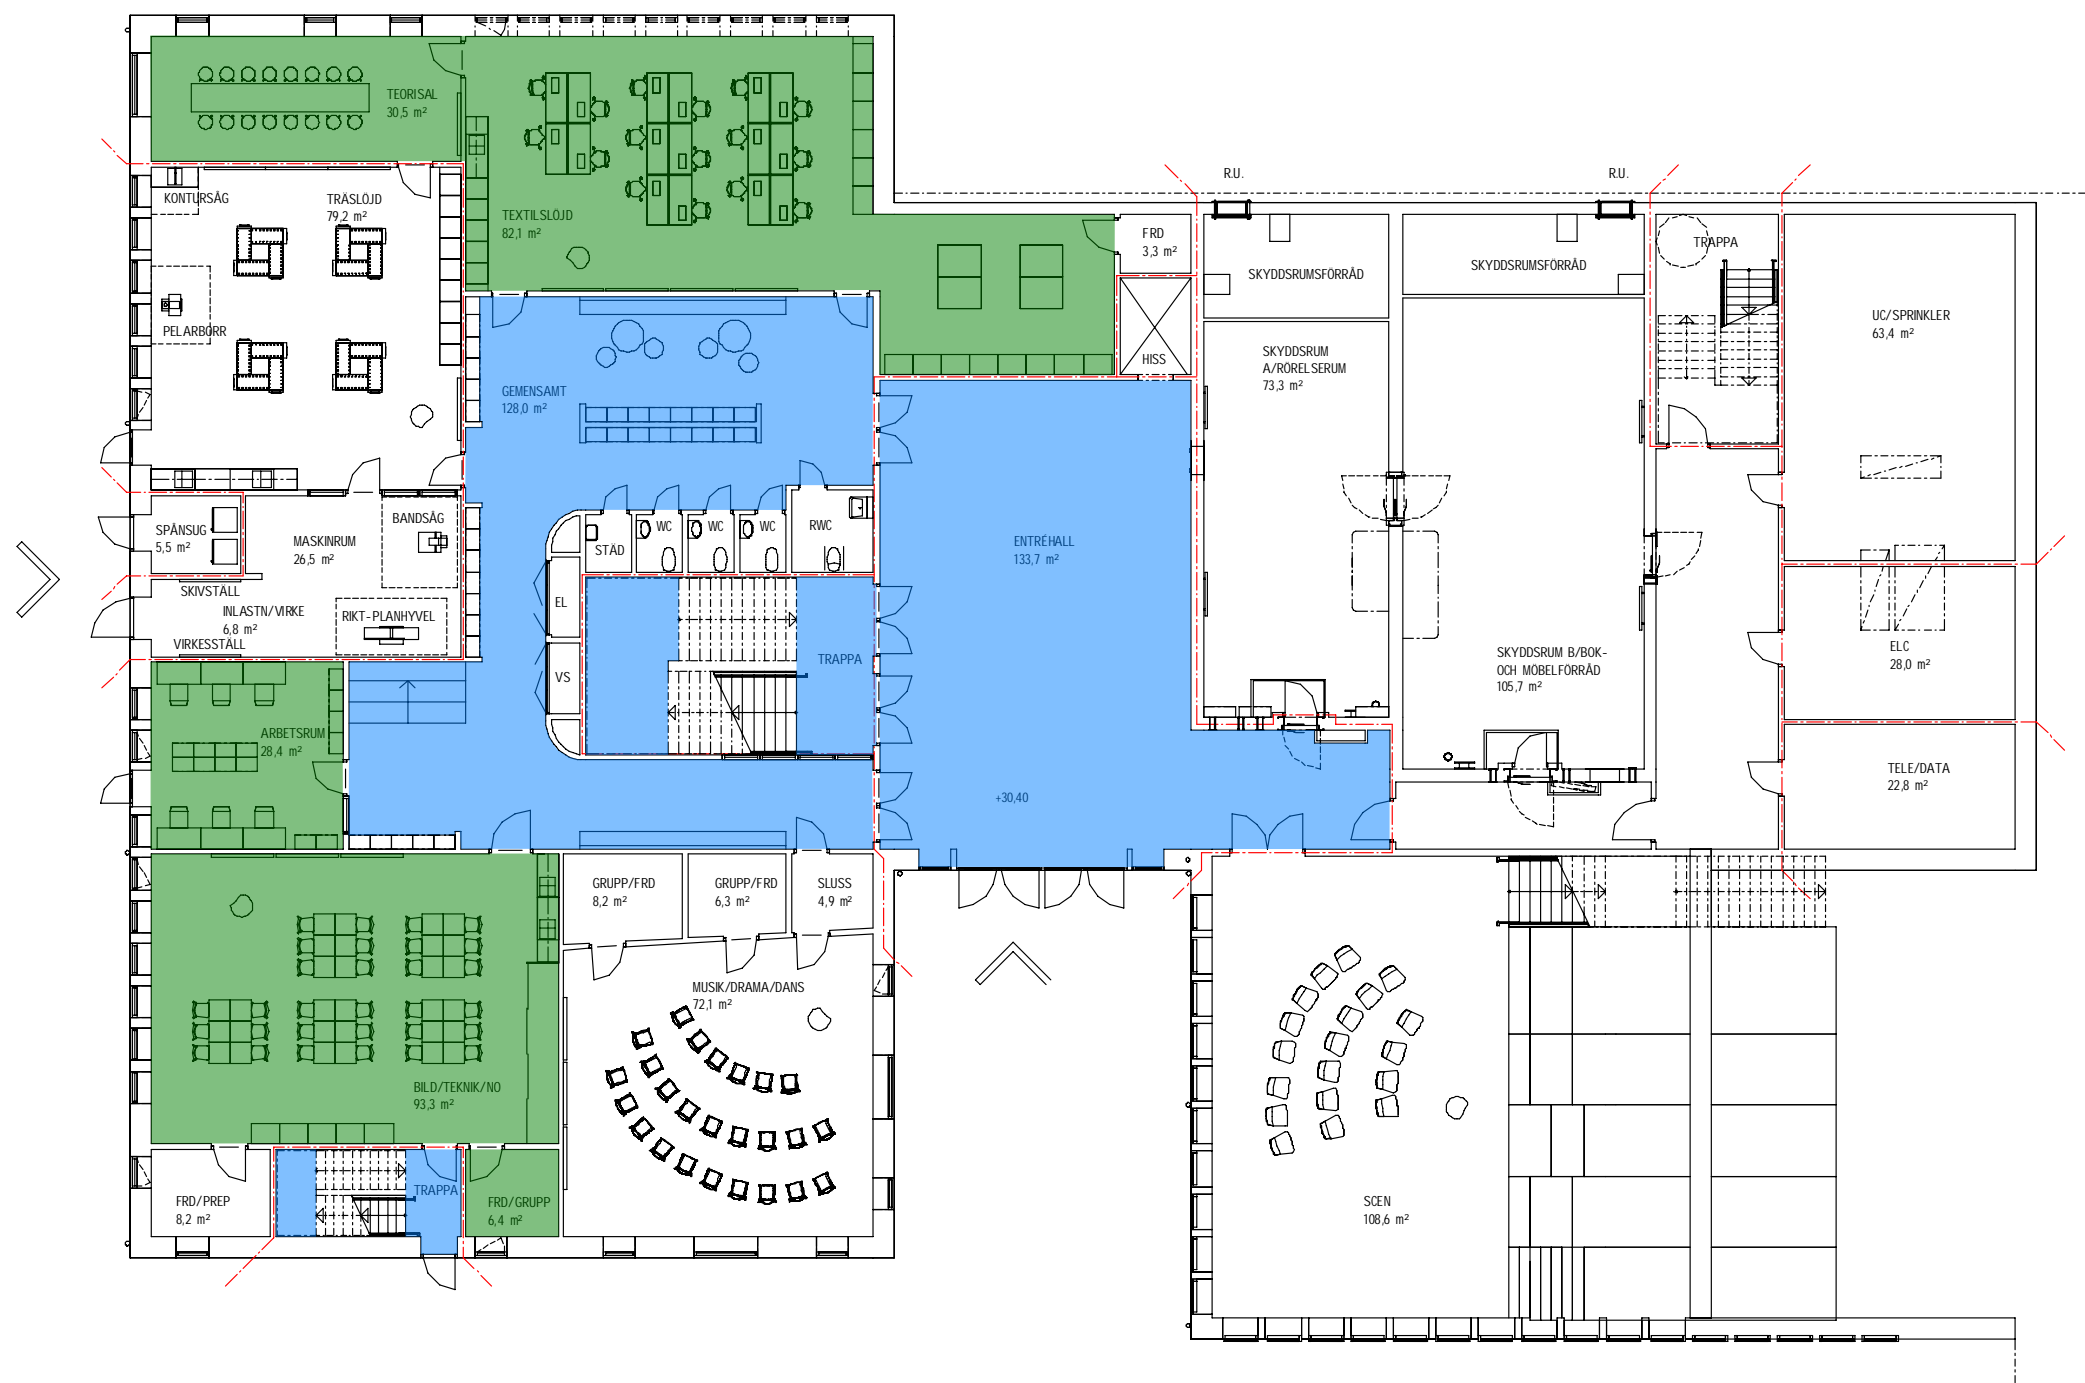 TEORISAL
30,5 m²
KONTURSÅG
TRÄSLÖJD
79,2 m²
PELARBORR
TEXTILSLÖJD
82,1 m²
FRD
3,3 m²
HISS
R.U.
R.U.
SKYDDSRUMSFÖRRÅD
SKYDDSRUMSFÖRRÅD
TRAPPA
UC/SPRINKLER
63,4 m²
SKYDDSRUM
A/RÖRELSERUM
73,3 m²
GEMENSAMT
128,0 m²
SPÅNSUG
5,5 m²
MASKINRUM
26,5 m²
BANDSÅG
STÄD
WC
WC
WC
RWC
ENTRÉHALL
133,7 m²
SKIVSTÄLL
INLASTN/VIRKE
6,8 m²
RIKT-PLANHYVEL
VIRKESSTÄLL
EL
VS
TRAPPA
SKYDDSRUM B/BOK-
OCH MÖBELFÖRRÅD
105,7 m²
ELC
28,0 m²
ARBETSRUM
28,4 m²
+30,40
TELE/DATA
22,8 m²
GRUPP/FRD
8,2 m²
GRUPP/FRD
6,3 m²
SLUSS
4,9 m²
MUSIK/DRAMA/DANS
72,1 m²
BILD/TEKNIK/NO
93,3 m²
FRD/PREP
8,2 m²
TRAPPA
FRD/GRUPP
6,4 m²
SCEN
108,6 m²